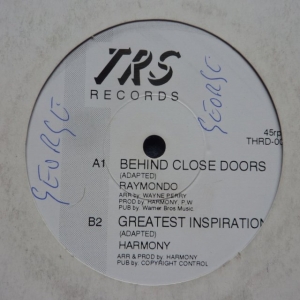 TRS
RECORDS
GEORGE
GEORGE
45rp
THRD-00
A1 BEHIND CLOSE DOORS
(ADAPTED)
RAYMONDO
ARR by WAYNE PERRY
PROD by HARMONY P.W
PUB by: Warner Bros Music
B2 GREATEST INSPIRATION
(ADAPTED)
HARMONY
ARR & PROD by. HARMONY
PUB by: COPYRIGHT CONTROL